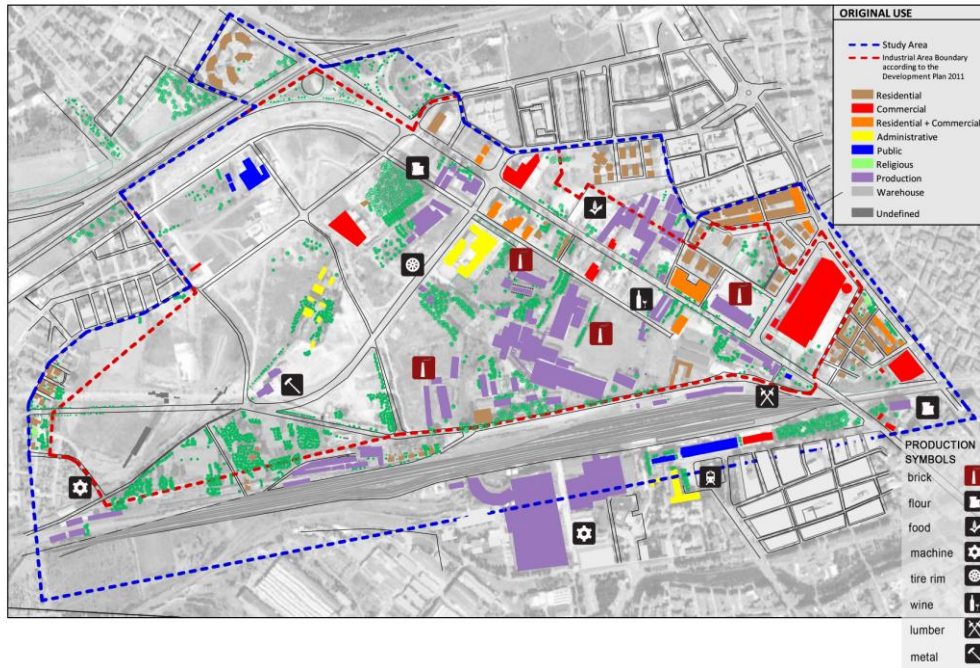 ORIGINAL USE
Study Area
Industrial Area Boundary
according to the
Development Plan 2011
Residential
Commercial
Residential + Commercial
Administrative
Public
Religious
Production
Warehouse
Undefined
PRODUCTION
SYMBOLS
brick
flour
food
machine
tire rim
wine
lumber
metal